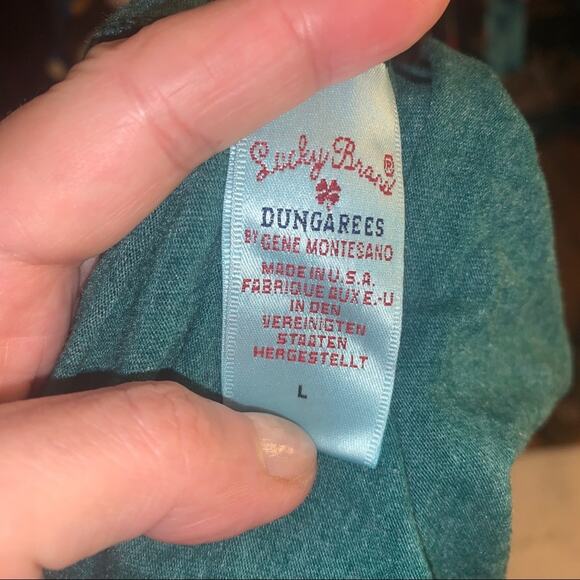 Lucky Brand®
DUNGAREES
BY GENE MONTESANO
MADE IN U.S.A.
FABRIQUE AUX E.-U
IN DEN
VEREINIGTEN
STAATEN
HERGESTELLT
L